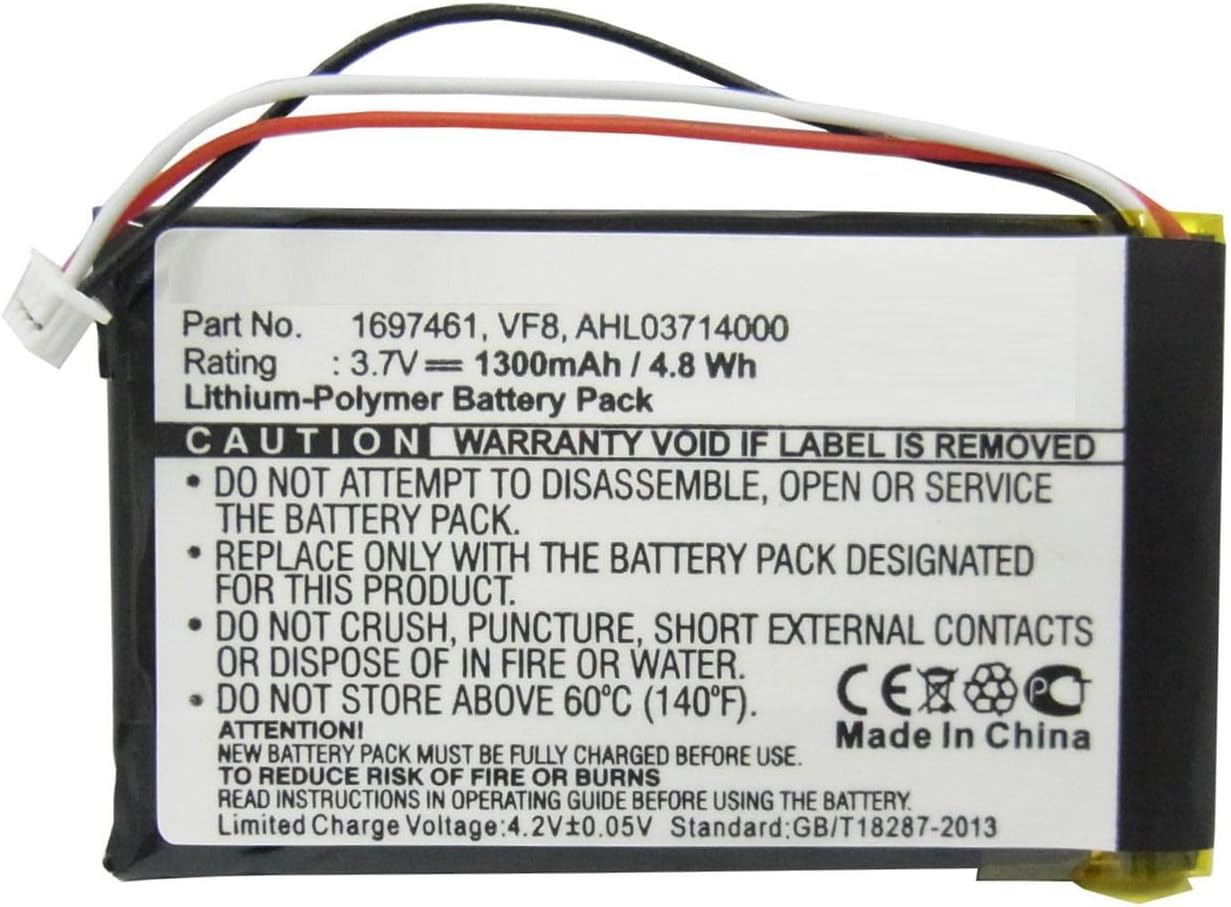 Part No. 1697461, VF8, AHL03714000
Rating : 3.7V 1300mAh / 4.8 Wh
Lithium-Polymer Battery Pack
CAUTION WARRANTY VOID IF LABEL IS REMOVED
• DO NOT ATTEMPT TO DISASSEMBLE, OPEN OR SERVICE
THE BATTERY PACK.
• REPLACE ONLY WITH THE BATTERY PACK DESIGNATED
FOR THIS PRODUCT.
• DO NOT CRUSH, PUNCTURE, SHORT EXTERNAL CONTACTS
OR DISPOSE OF IN FIRE OR WATER.
• DO NOT STORE ABOVE 60ºC (140ºF).
CE PCT
Made In China
ATTENTION!
NEW BATTERY PACK MUST BE FULLY CHARGED BEFORE USE.
TO REDUCE RISK OF FIRE OR BURNS
READ INSTRUCTIONS IN OPERATING GUIDE BEFORE USING THE BATTERY.
Limited Charge Voltage:4.2V±0.05V Standard:GB/T18287-2013